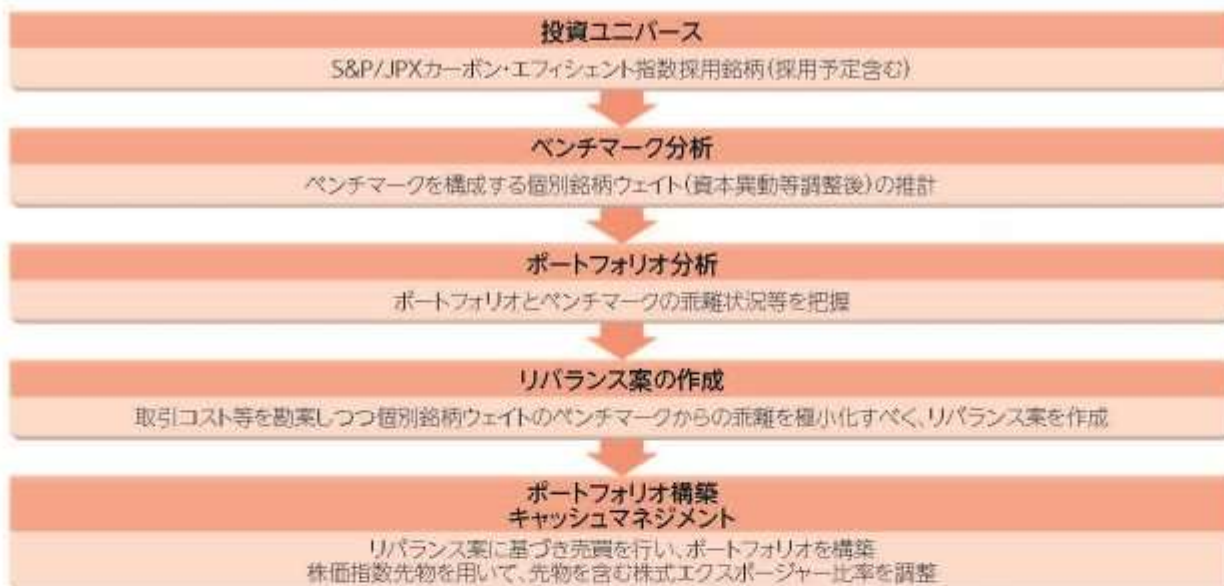 投資ユニバース
S&P/JPXカーボン・エフィシェント指数採用銘柄(採用予定含む)
ベンチマーク分析
ベンチマークを構成する個別銘柄ウェイト(資本異動等調整後)の推計
ポートフォリオ分析
ポートフォリオとベンチマークの乖離状況等を把握
リバランス案の作成
取引コスト等を勘案しつつ個別銘柄ウェイトのベンチマークからの乖離を極小化すべく、リバランス案を作成
ポートフォリオ構築
キャッシュマネジメント
リバランス案に基づき売買を行い、ポートフォリオを構築
株価指数先物を用いて、先物を含む株式エクスポージャー比率を調整